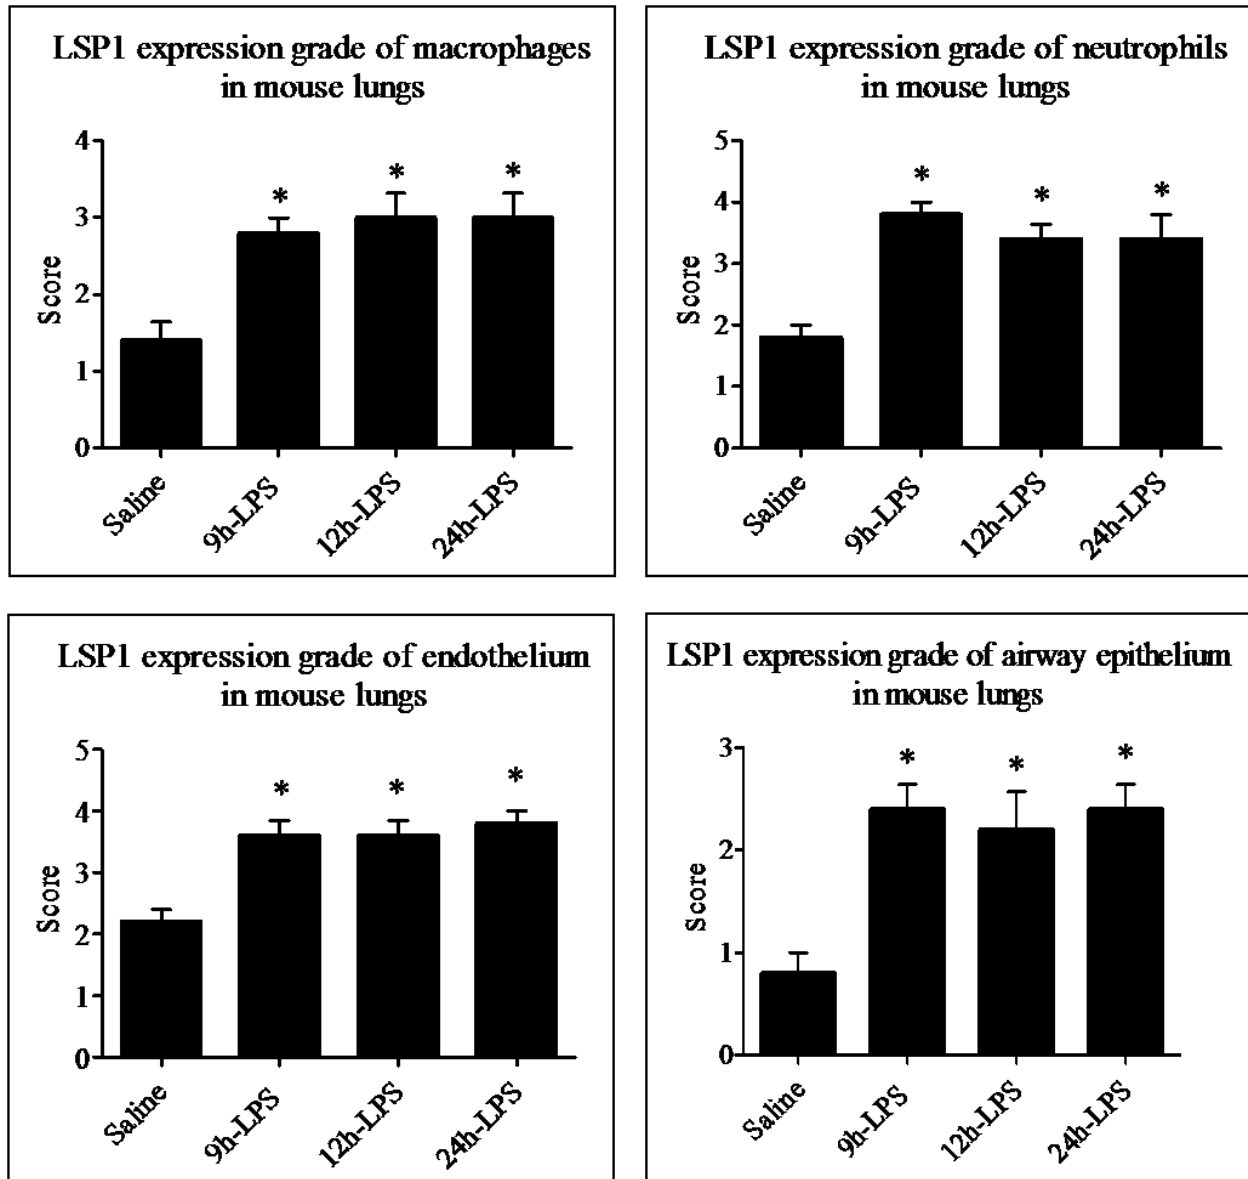 LSP1 expression grade of macrophages
in mouse lungs
4
3
2
1
0
Score
*
*
*
Saline
9h-LPS
12h-LPS
24h-LPS
LSP1 expression grade of neutrophils
in mouse lungs
5
4
3
2
1
0
Score
*
*
*
Saline
9h-LPS
12h-LPS
24h-LPS
LSP1 expression grade of endothelium
in mouse lungs
5
4
3
2
1
0
Score
*
*
*
Saline
9h-LPS
12h-LPS
24h-LPS
LSP1 expression grade of airway epithelium
in mouse lungs
3
2
1
0
Score
*
*
*
Saline
9h-LPS
12h-LPS
24h-LPS